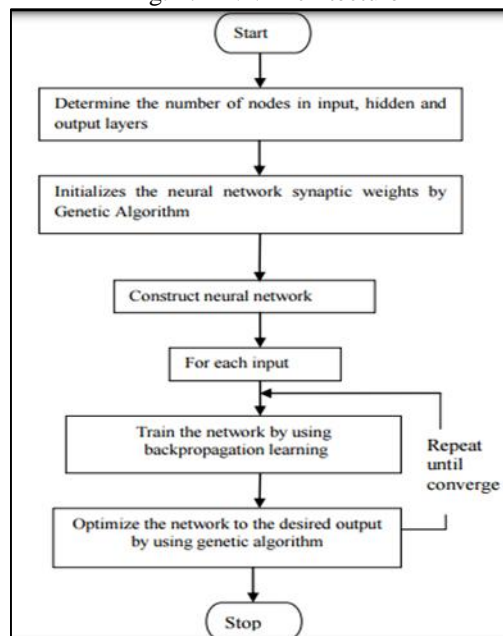 Start
Determine the number of nodes in input, hidden and
output layers
Initializes the neural network synaptic weights by
Genetic Algorithm
Construct neural network
For each input
Train the network by using
backpropagation learning
Repeat
until
converge
Optimize the network to the desired output
by using genetic algorithm
Stop